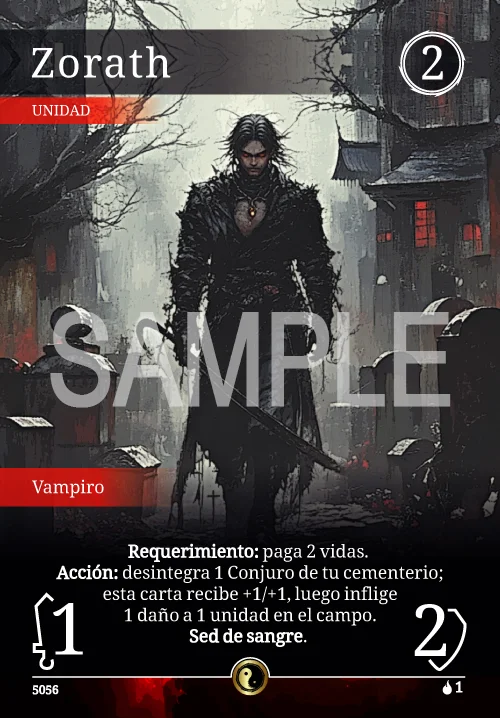 Zorath
2
UNIDAD
SAMPLE
Vampiro
Requerimiento: paga 2 vidas.
Acción: desintegra 1 Conjuro de tu cementerio;
esta carta recibe +1/+1, luego inflige
1 daño a 1 unidad en el campo.
Sed de sangre.
1
2
5056
1